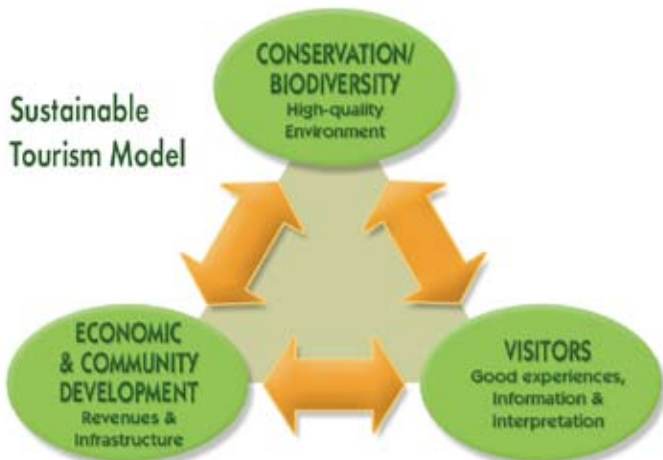 Sustainable
Tourism Model
CONSERVATION/
BIODIVERSITY
High-quality
Environment
ECONOMIC
& COMMUNITY
DEVELOPMENT
Revenues &
Infrastructure
VISITORS
Good experiences,
Information &
Interpretation